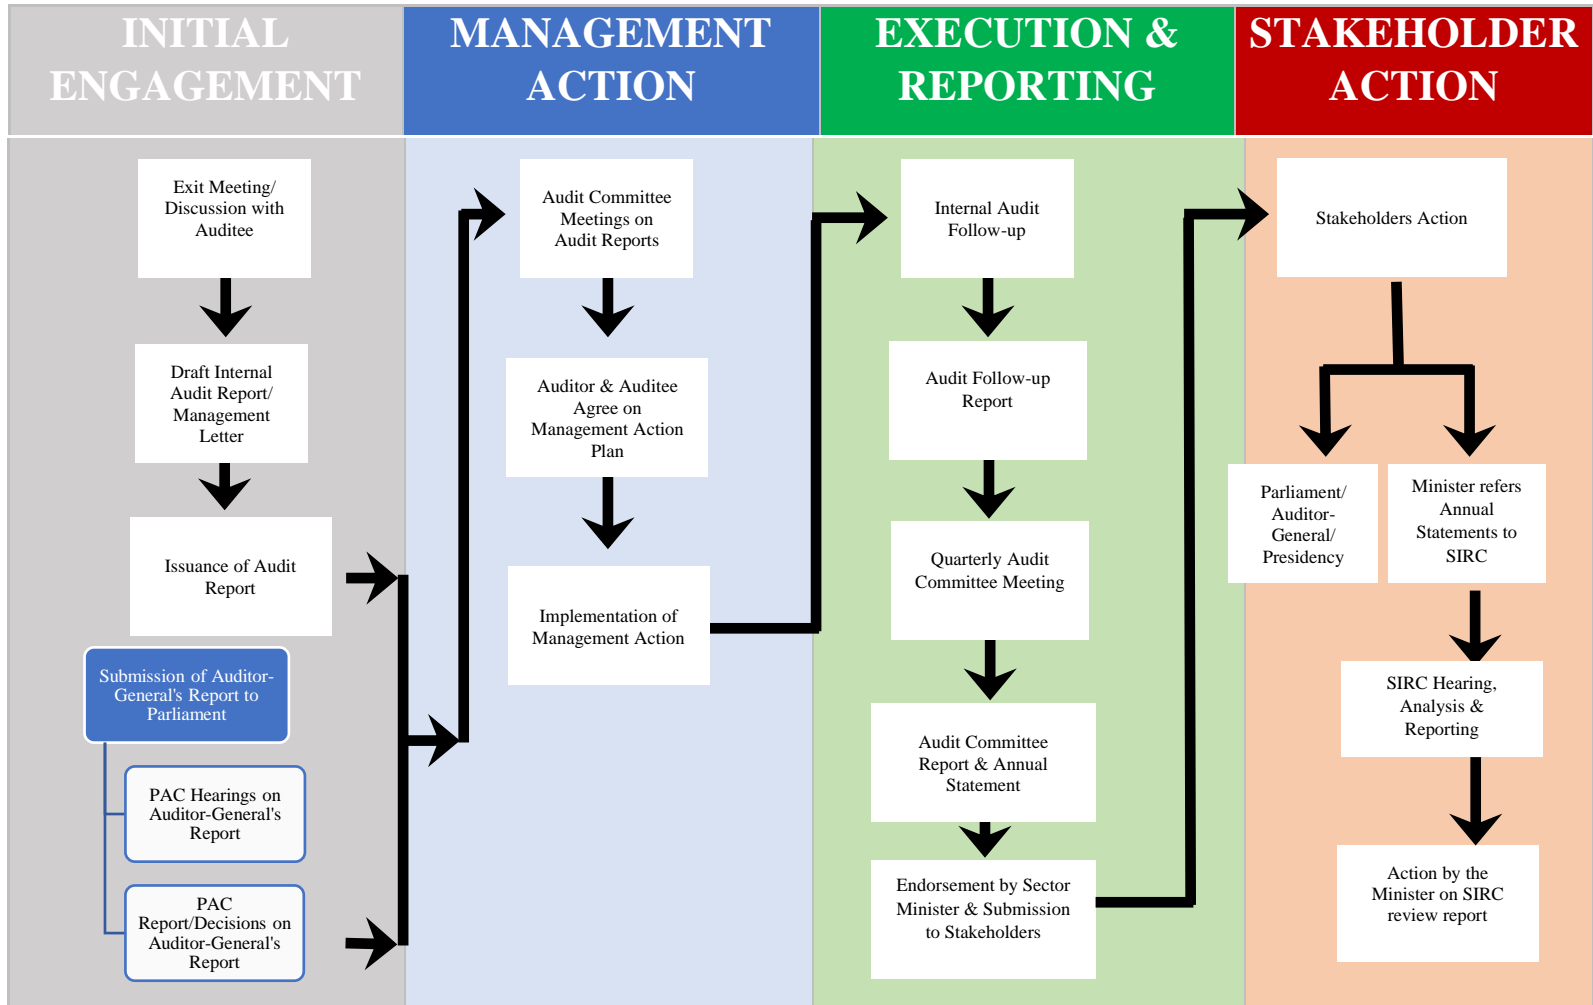 INITIAL
ENGAGEMENT
MANAGEMENT
ACTION
EXECUTION &
REPORTING
STAKEHOLDER
ACTION
Exit Meeting/
Discussion with
Auditee
Draft Internal
Audit Report/
Management
Letter
Issuance of Audit
Report
Submission of Auditor-
General's Report to
Parliament
PAC Hearings on
Auditor-General's
Report
PAC
Report/Decisions on
Auditor-General's
Report
Audit Committee
Meetings on
Audit Reports
Auditor & Auditee
Agree on
Management Action
Plan
Implementation of
Management Action
Internal Audit
Follow-up
Audit Follow-up
Report
Quarterly Audit
Committee Meeting
Audit Committee
Report & Annual
Statement
Endorsement by Sector
Minister & Submission
to Stakeholders
Stakeholders Action
Parliament/
Auditor-
General/
Presidency
Minister refers
Annual
Statements to
SIRC
SIRC Hearing,
Analysis &
Reporting
Action by the
Minister on SIRC
review report